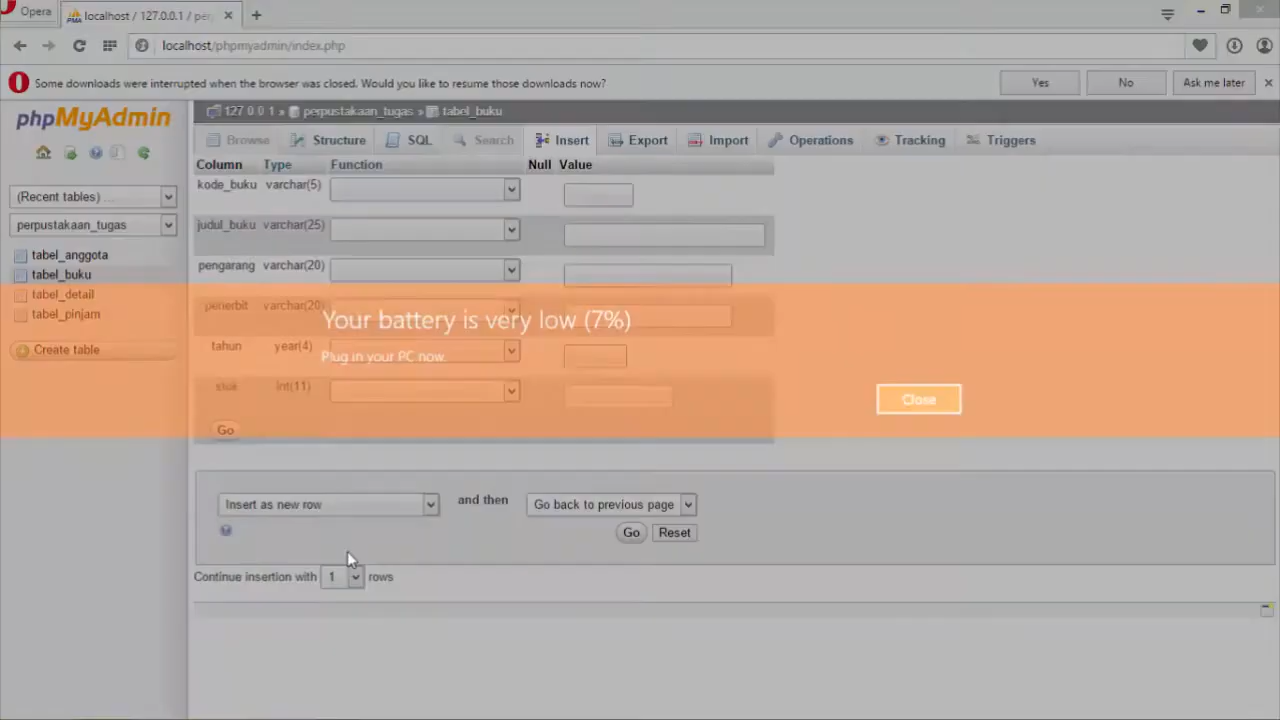 Opera
localhost / 127.0.0.1 / per
localhost/phpmyadmin/index.php
Some downloads were interrupted when the browser was closed. Would you like to resume those downloads now?
Yes
No
Ask me later
phpMyAdmin
127.0.0.1 » perpustakaan_tugas » tabel_buku
Browse
Structure
SQL
Search
Insert
Export
Import
Operations
Tracking
Triggers
(Recent tables) ...
perpustakaan_tugas
tabel_anggota
tabel_buku
tabel_detail
tabel_pinjam
Create table
Column Type Function Null Value
kode_buku varchar(5)
judul_buku varchar(25)
pengarang varchar(20)
penerbit varchar(20)
Your battery is very low (7%)
tahun year(4)
Plug in your PC now.
stok int(11)
Close
Go
Insert as new row and then Go back to previous page
Go Reset
Continue insertion with 1 rows